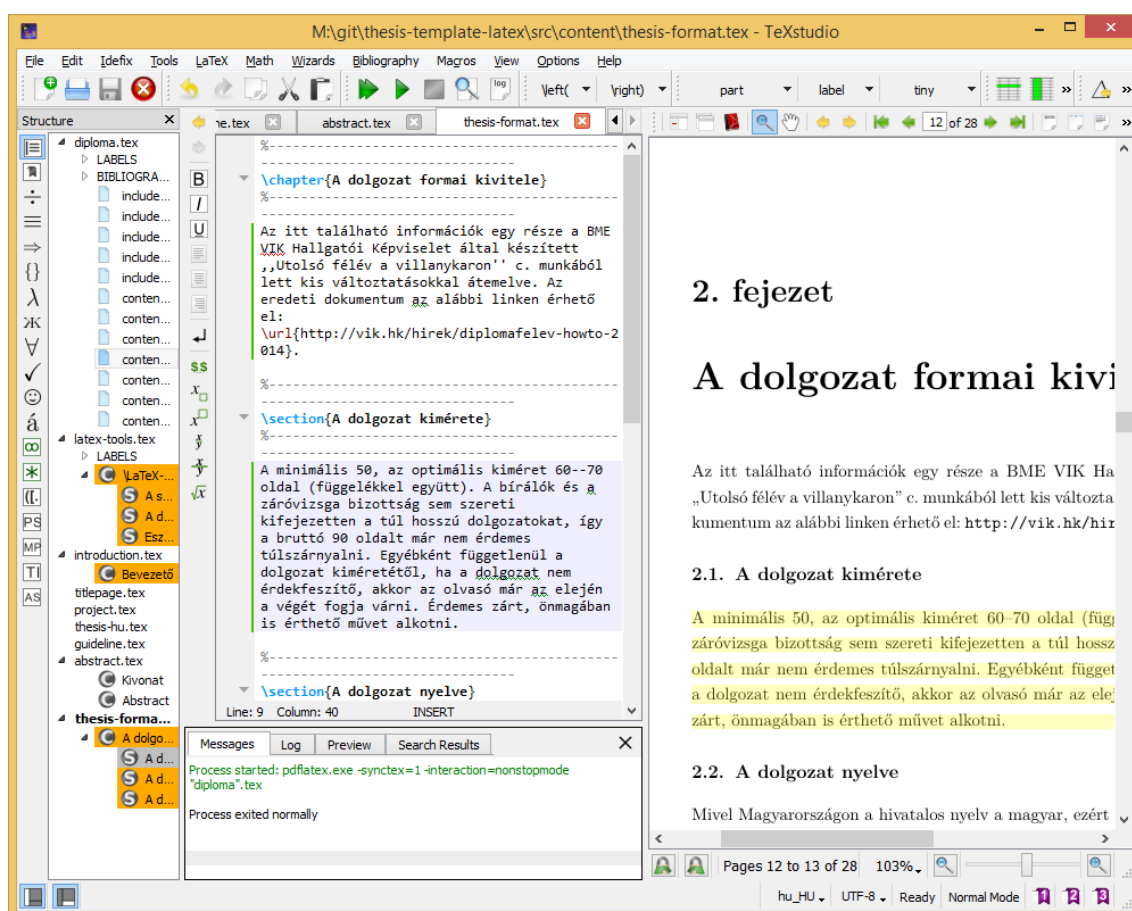 M:\git\thesis-template-latex\src\content\thesis-format.tex - TeXstudio
File Edit Idefix Tools LaTeX Math Wizards Bibliography Macros View Options Help
log \left( \right) part label tiny » »
Structure
diploma.tex
LABELS
BIBLIOGRA...
include...
include...
include...
include...
include...
conten...
conten...
conten...
conten...
conten...
conten...
conten...
latex-tools.tex
LABELS
\LaTeX-...
A s...
A d...
Esz...
introduction.tex
Bevezető
titlepage.tex
project.tex
thesis-hu.tex
guideline.tex
abstract.tex
Kivonat
Abstract
thesis-forma...
A dolgo...
A d...
A d...
A d...
PS
MP
TI
AS
B
I
U
$$
ne.tex abstract.tex thesis-format.tex
%------------------------------------------
------------------------------
\chapter{A dolgozat formai kivitele}
%------------------------------------------
------------------------------
Az itt található információk egy része a BME
VIK Hallgatói Képviselet által készített
,,Utolsó félév a villanykaron'' c. munkából
lett kis változtatásokkal átemelve. Az
eredeti dokumentum az alábbi linken érhető
el:
\url{http://vik.hk/hirek/diplomafelev-howto-2
014}.
%------------------------------------------
------------------------------
\section{A dolgozat kimérete}
%------------------------------------------
------------------------------
A minimális 50, az optimális kiméret 60--70
oldal (függelékkel együtt). A bírálók és a
záróvizsga bizottság sem szereti
kifejezetten a túl hosszú dolgozatokat, így
a bruttó 90 oldalt már nem érdemes
túlszárnyalni. Egyébként függetlenül a
dolgozat kiméretétől, ha a dolgozat nem
érdekfeszítő, akkor az olvasó már az elején
a végét fogja várni. Érdemes zárt, önmagában
is érthető művet alkotni.
%------------------------------------------
------------------------------
\section{A dolgozat nyelve}
Line: 9 Column: 40 INSERT
Messages Log Preview Search Results
Process started: pdflatex.exe -synctex=1 -interaction=nonstopmode
"diploma".tex
Process exited normally
12 of 28 »
2. fejezet
A dolgozat formai kivi
Az itt található információk egy része a BME VIK Ha
„Utolsó félév a villanykaron” c. munkából lett kis változta
kumentum az alábbi linken érhető el: http://vik.hk/hir
2.1. A dolgozat kimérete
A minimális 50, az optimális kiméret 60–70 oldal (füg
záróvizsga bizottság sem szereti kifejezetten a túl hossz
oldalt már nem érdemes túlszárnyalni. Egyébként függet
a dolgozat nem érdekfeszítő, akkor az olvasó már az elej
zárt, önmagában is érthető művet alkotni.
2.2. A dolgozat nyelve
Mivel Magyarországon a hivatalos nyelv a magyar, ezért
Pages 12 to 13 of 28 103%
hu_HU UTF-8 Ready Normal Mode 1 2 3